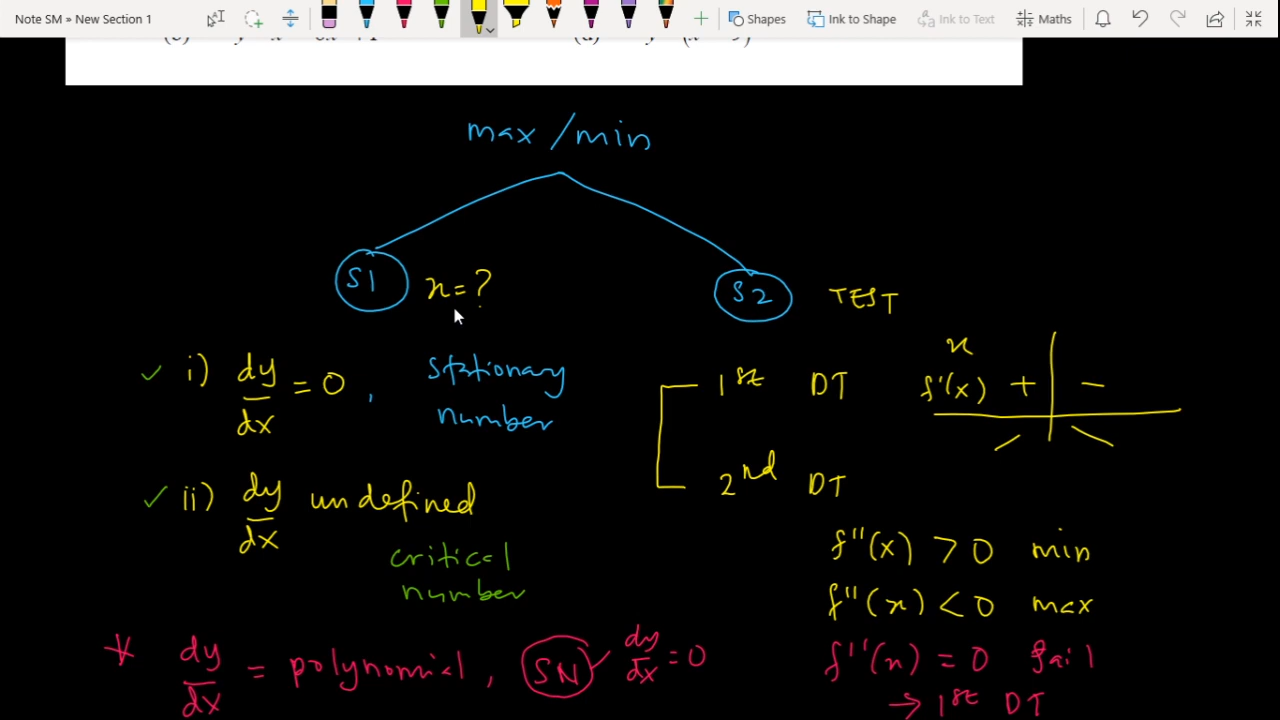 Note SM » New Section 1
Shapes
Ink to Shape
Ink to Text
Maths
max/min
S1 x=?
S2 TEST
✓ i) dy/dx = 0, stationary
number
✓ ii) dy/dx undefined
critical
number
* dy/dx = polynomial, SN ✓ dy/dx = 0
1st DT
x
f'(x) + | −
2nd DT
f''(x) > 0 min
f''(x) < 0 max
f''(x) = 0 fail
→ 1st DT